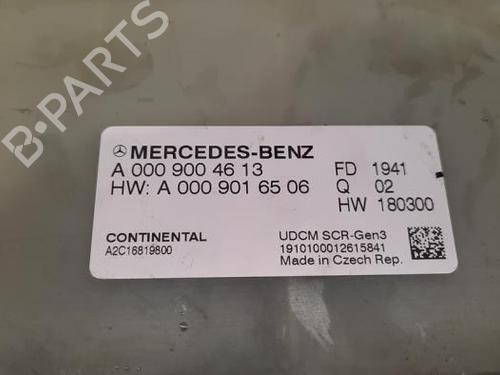 B-PARTS
MERCEDES-BENZ
A 000 900 46 13
HW: A 000 901 65 06
FD 1941
Q 02
HW 180300
CONTINENTAL
A2C16819800
UDCM SCR-Gen3
1910100012615841
Made in Czech Rep.